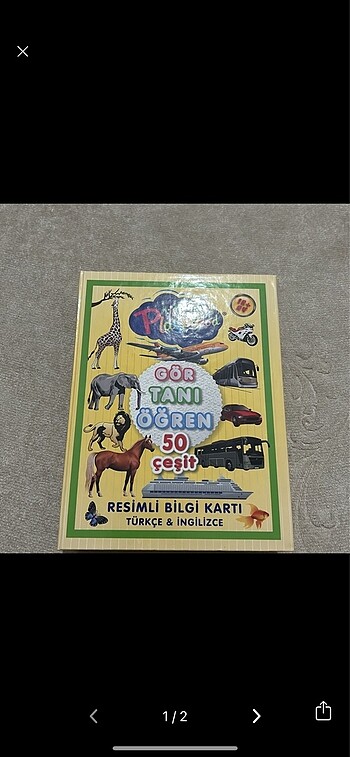 GÖR
TANI
ÖĞREN
50
çeşit
RESİMLİ BİLGİ KARTI
TÜRKÇE & İNGİLİZCE
1/2